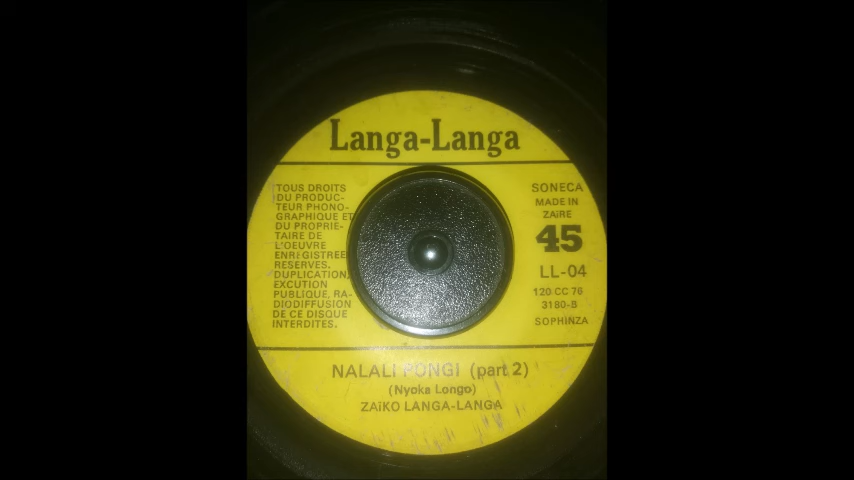 Langa-Langa
TOUS DROITS
DU PRODUC-
TEUR PHONO-
GRAPHIQUE ET
DU PROPRIE-
TAIRE DE
L'OEUVRE
ENREGISTREE
RESERVES.
DUPLICATION,
EXCUTION
PUBLIQUE, RA-
DIODIFFUSION
DE CE DISQUE
INTERDITES.
SONECA
MADE IN
ZAÏRE
45
LL-04
120 CC 76
3180-B
SOPHINZA
NALALI PONGI (part 2)
(Nyoka Longo)
ZAÏKO LANGA-LANGA